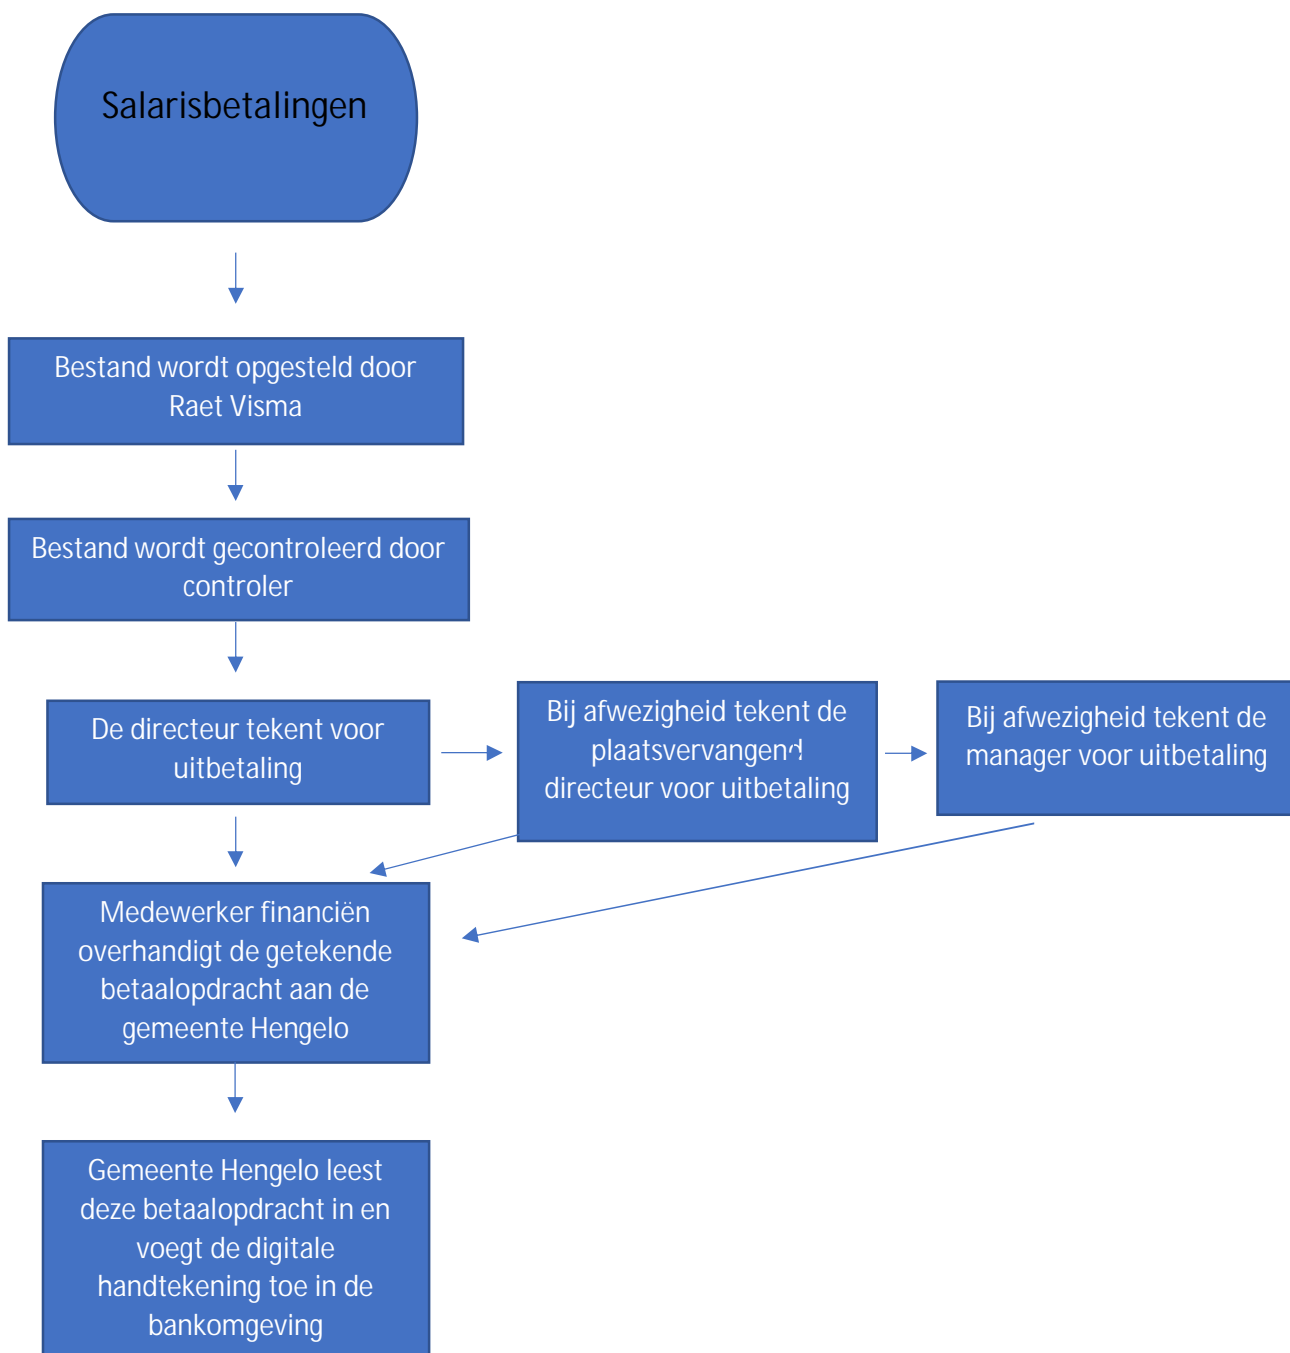 Salarisbetalingen
Bestand wordt opgesteld door
Raet Visma
Bestand wordt gecontroleerd door
controler
De directeur tekent voor
uitbetaling
Bij afwezigheid tekent de
plaatsvervangend
directeur voor uitbetaling
Bij afwezigheid tekent de
manager voor uitbetaling
Medewerker financiën
overhandigt de getekende
betaalopdracht aan de
gemeente Hengelo
Gemeente Hengelo leest
deze betaalopdracht in en
voegt de digitale
handtekening toe in de
bankomgeving